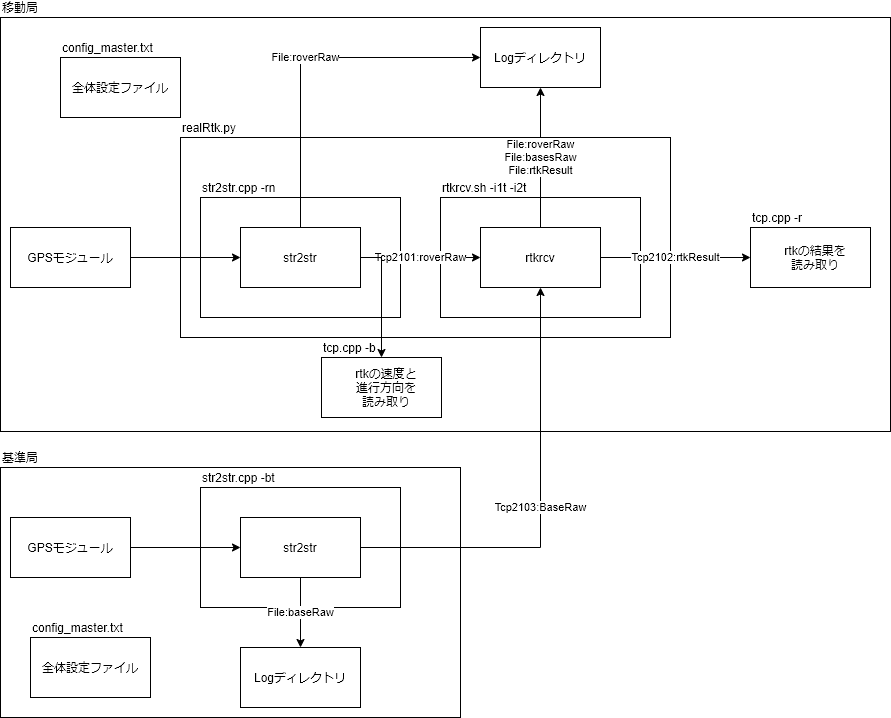 移動局
config_master.txt
全体設定ファイル
File:roverRaw
Logディレクトリ
realRtk.py
File:roverRaw
File:basesRaw
File:rtkResult
str2str.cpp -rn
rtkrcv.sh -i1t -i2t
tcp.cpp -r
GPSモジュール
str2str
Tcp2101:roverRaw
rtkrcv
Tcp2102:rtkResult
rtkの結果を
読み取り
tcp.cpp -b
rtkの速度と
進行方向を
読み取り
基準局
str2str.cpp -bt
Tcp2103:BaseRaw
GPSモジュール
str2str
File:baseRaw
config_master.txt
全体設定ファイル
Logディレクトリ